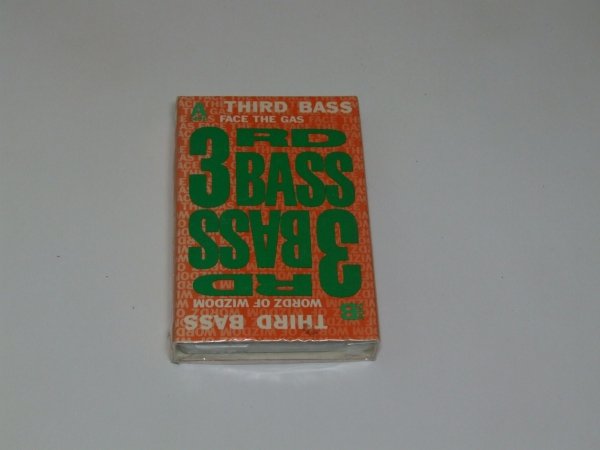 A THIRD BASS
FACE THE GAS
3RD
BASS
3RD
BASS
WORDZ OF WIZDOM
B THIRD BASS